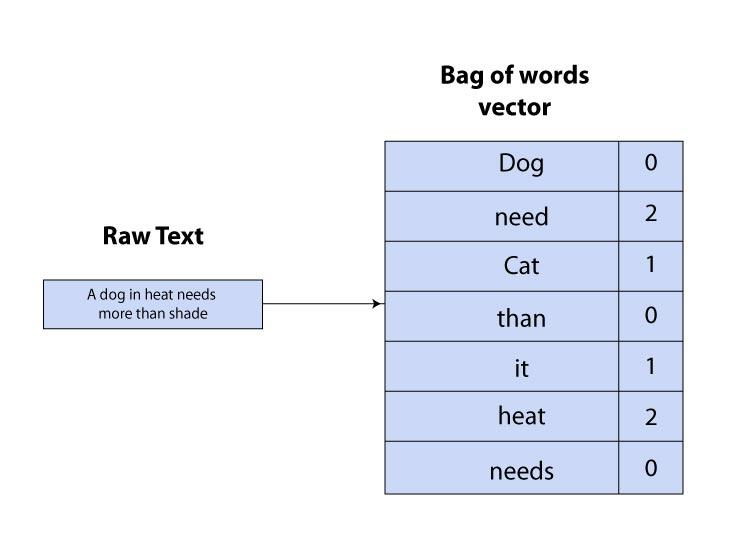 Bag of words
vector
Raw Text
A dog in heat needs
more than shade
Dog 0
need 2
Cat 1
than 0
it 1
heat 2
needs 0